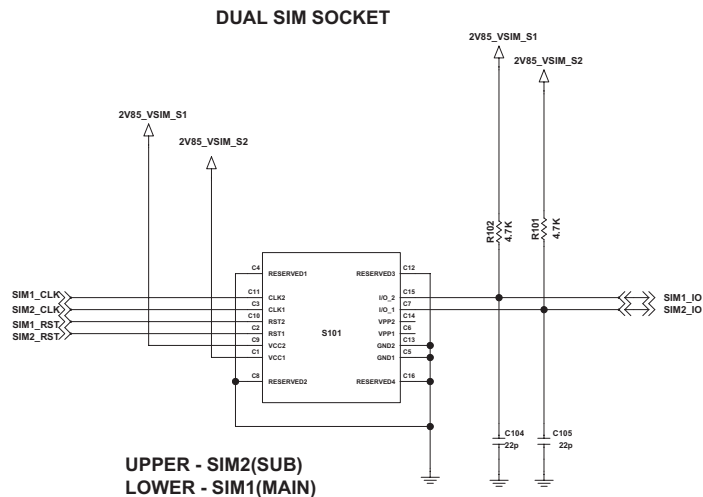 DUAL SIM SOCKET
2V85_VSIM_S1
2V85_VSIM_S2
2V85_VSIM_S1
2V85_VSIM_S2
R102
4.7K
R101
4.7K
C4 RESERVED1 RESERVED3 C12
SIM1_CLK C11 CLK2 I/O_2 C15 SIM1_IO
SIM2_CLK C3 CLK1 I/O_1 C7 SIM2_IO
SIM1_RST C10 RST2 VPP2 C14
SIM2_RST C2 RST1 S101 VPP1 C6
C9 VCC2 GND2 C13
C1 VCC1 GND1 C5
C8 RESERVED2 RESERVED4 C16
C104
22p
C105
22p
UPPER - SIM2(SUB)
LOWER - SIM1(MAIN)